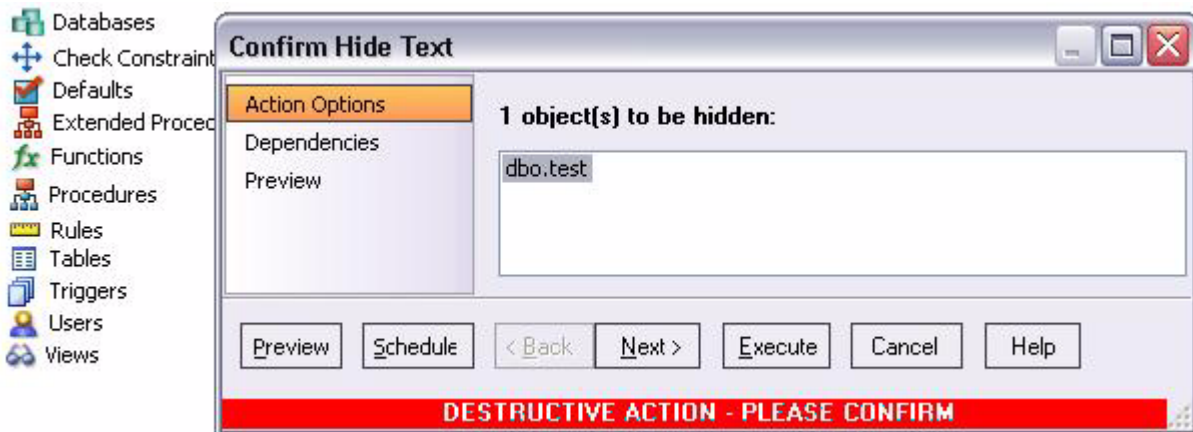 Databases
Check Constraint
Defaults
Extended Proced
fx Functions
Procedures
Rules
Tables
Triggers
Users
Views
Confirm Hide Text
Action Options
Dependencies
Preview
1 object(s) to be hidden:
dbo.test
Preview Schedule < Back Next > Execute Cancel Help
DESTRUCTIVE ACTION - PLEASE CONFIRM